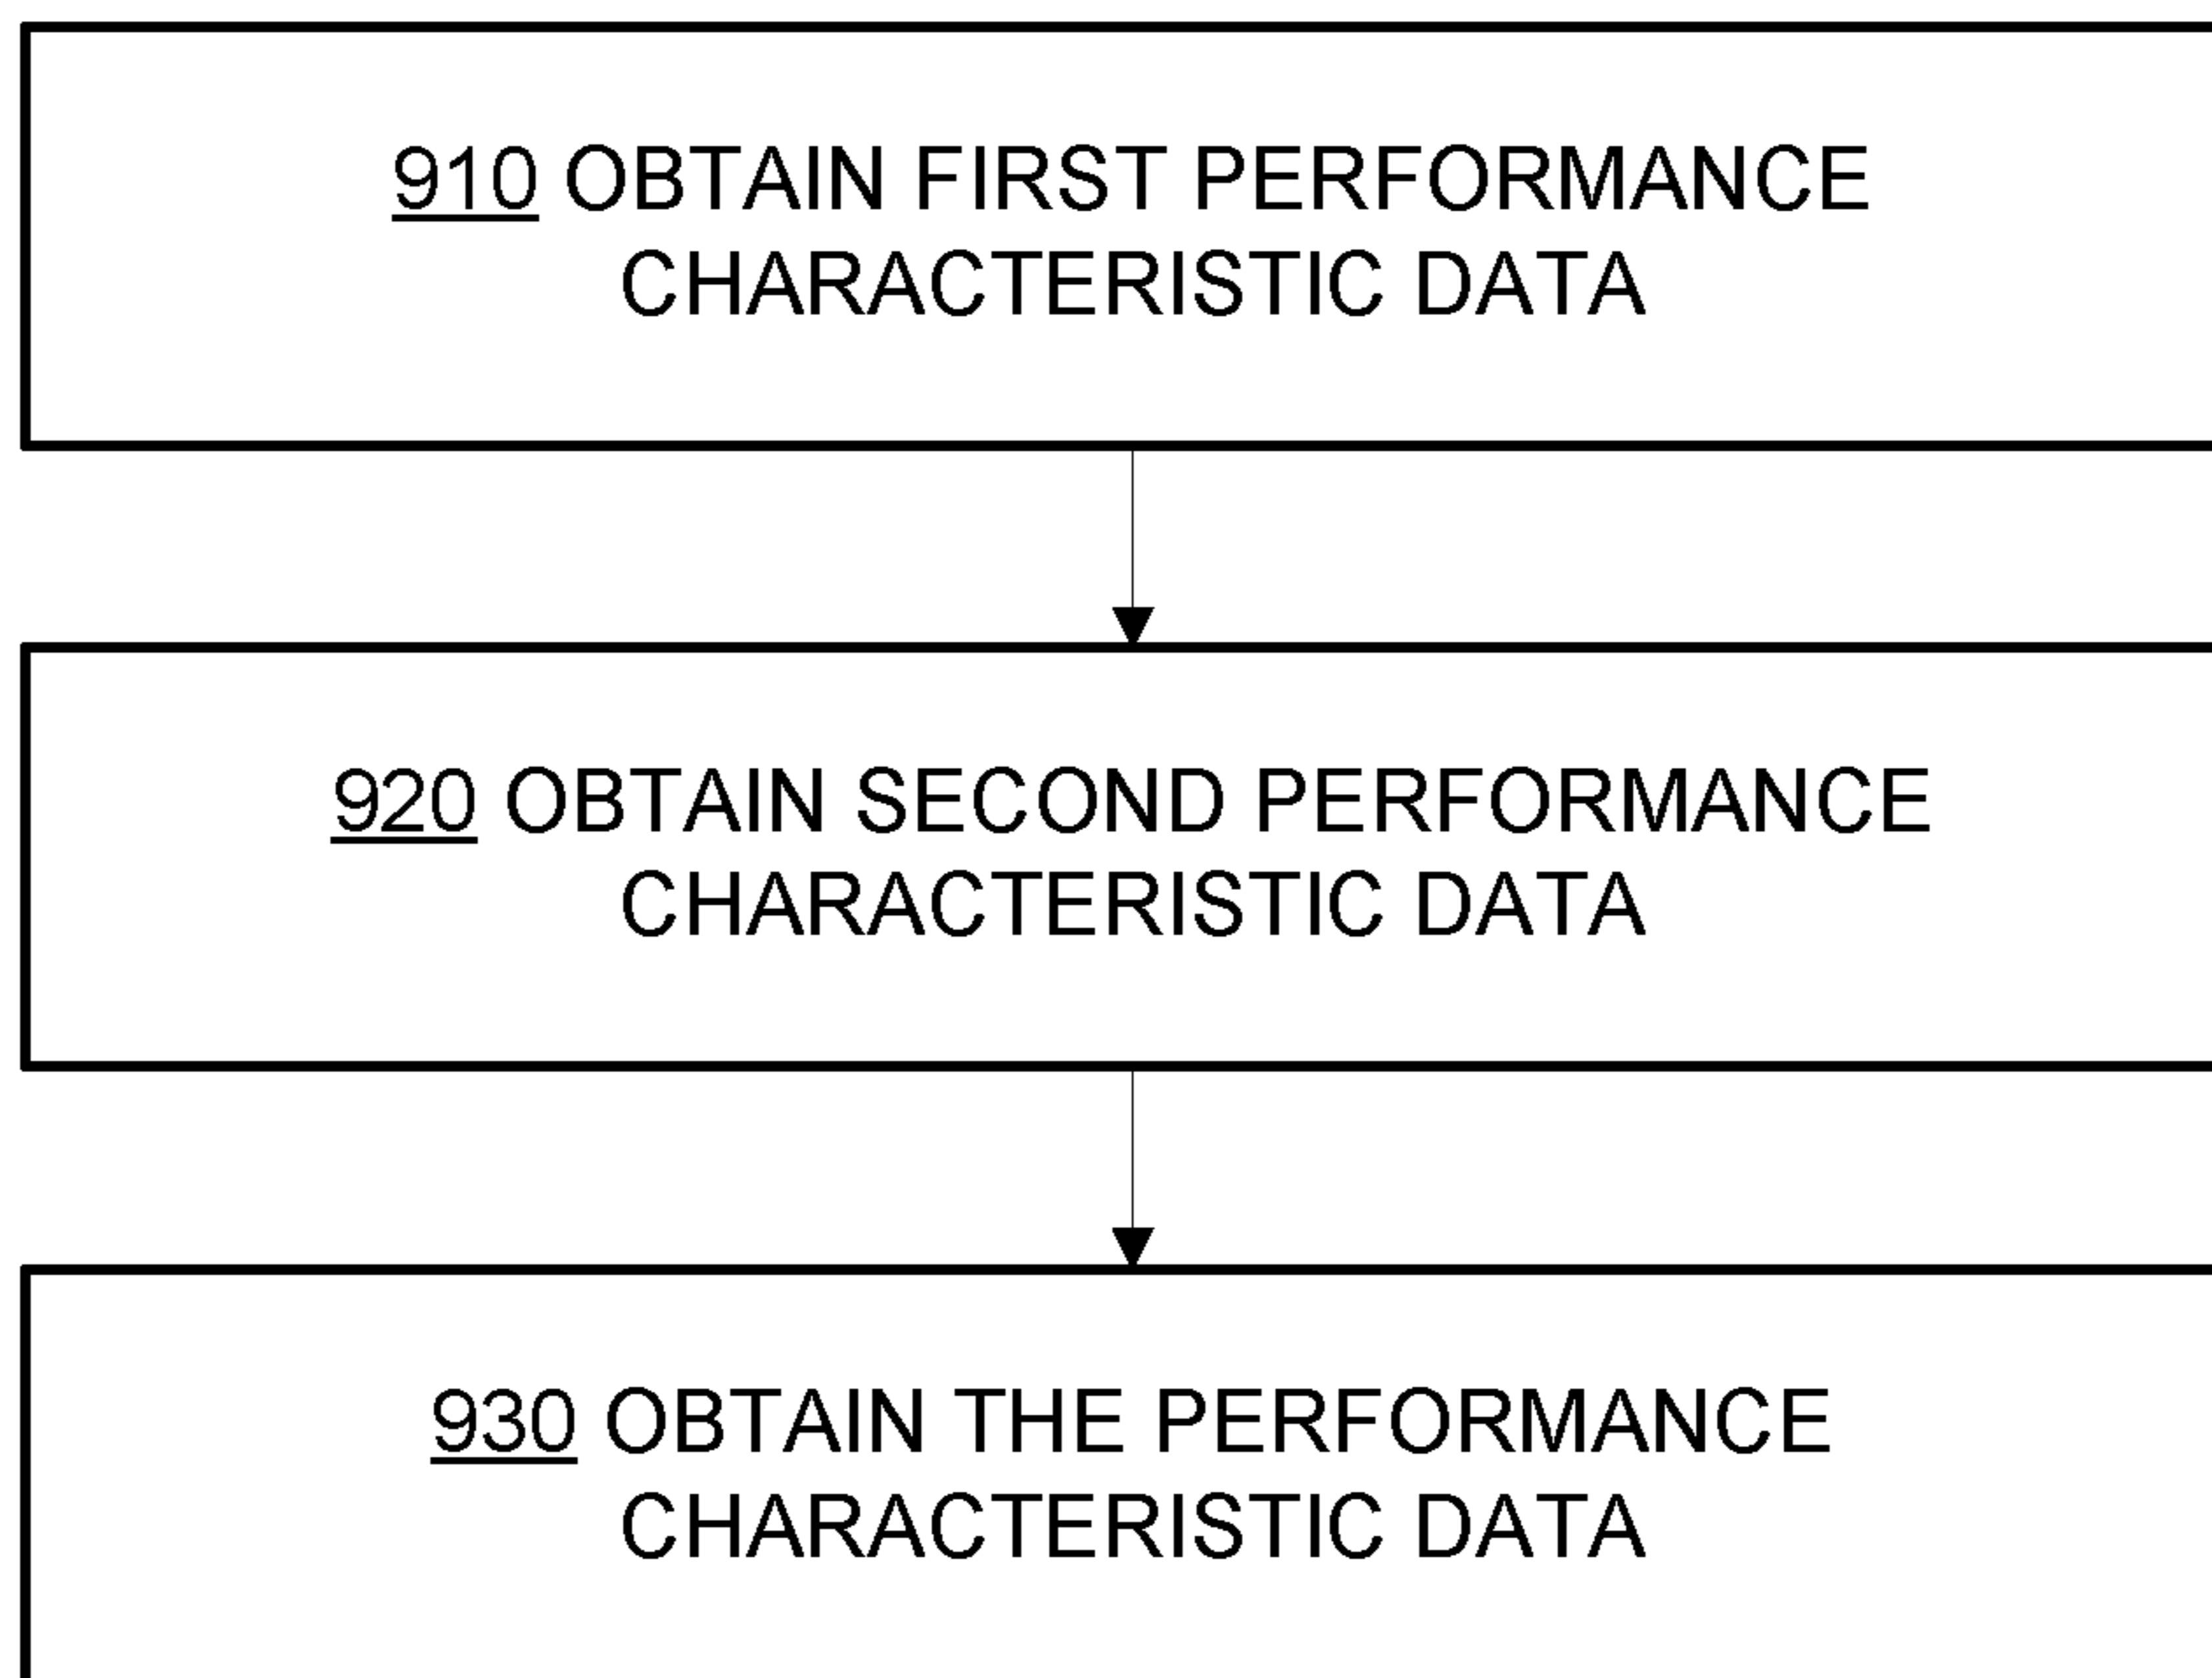 910 OBTAIN FIRST PERFORMANCE
CHARACTERISTIC DATA
920 OBTAIN SECOND PERFORMANCE
CHARACTERISTIC DATA
930 OBTAIN THE PERFORMANCE
CHARACTERISTIC DATA